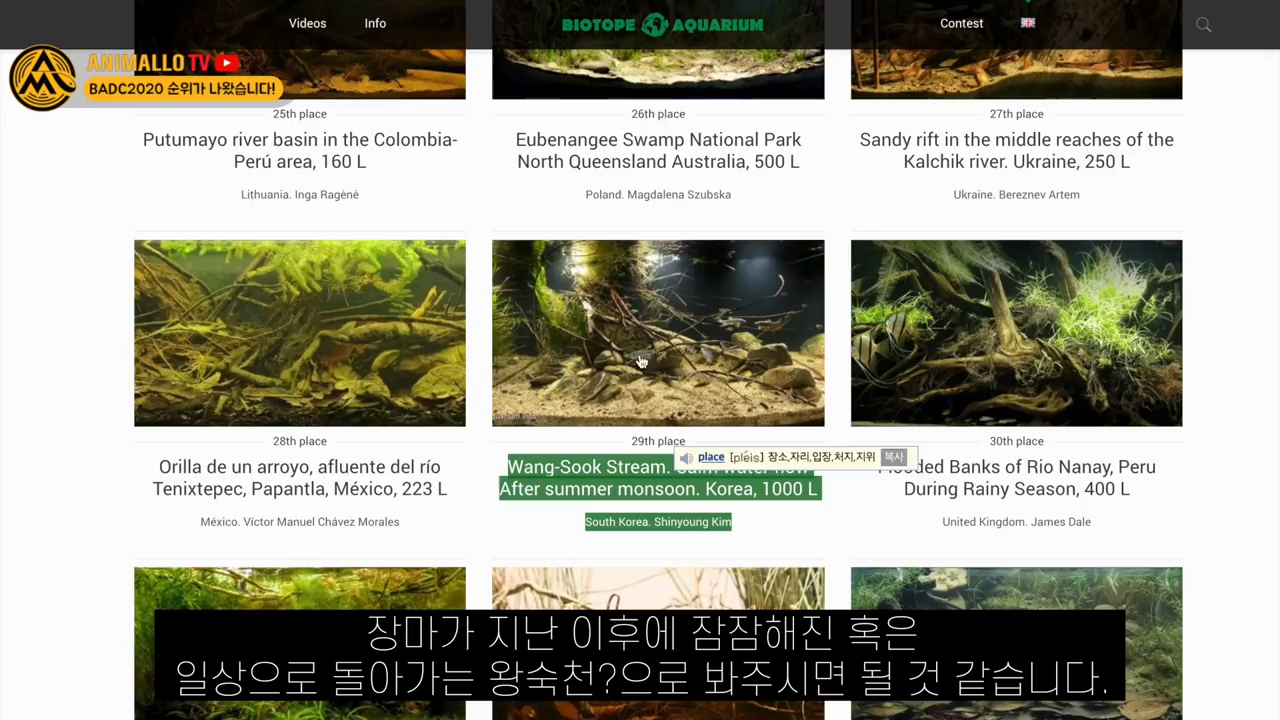 Videos
Info
BIOTOPE AQUARIUM
Contest
ANIMALLO TV
BADC2020 순위가 나왔습니다!
25th place
Putumayo river basin in the Colombia-
Perú area, 160 L
Lithuania. Inga Ragėnė
26th place
Eubenangee Swamp National Park
North Queensland Australia, 500 L
Poland. Magdalena Szubska
27th place
Sandy rift in the middle reaches of the
Kalchik river. Ukraine, 250 L
Ukraine. Bereznev Artem
28th place
Orilla de un arroyo, afluente del río
Tenixtepec, Papantla, México, 223 L
México. Víctor Manuel Chávez Morales
29th place
place [pléis] 장소,자리,입장,처지,지위 복사
Wang-Sook Stream.
After summer monsoon. Korea, 1000 L
South Korea. Shinyoung Kim
30th place
Banks of Rio Nanay, Peru
During Rainy Season, 400 L
United Kingdom. James Dale
장마가 지난 이후에 잠잠해진 혹은
일상으로 돌아가는 왕숙천?으로 봐주시면 될 것 같습니다.